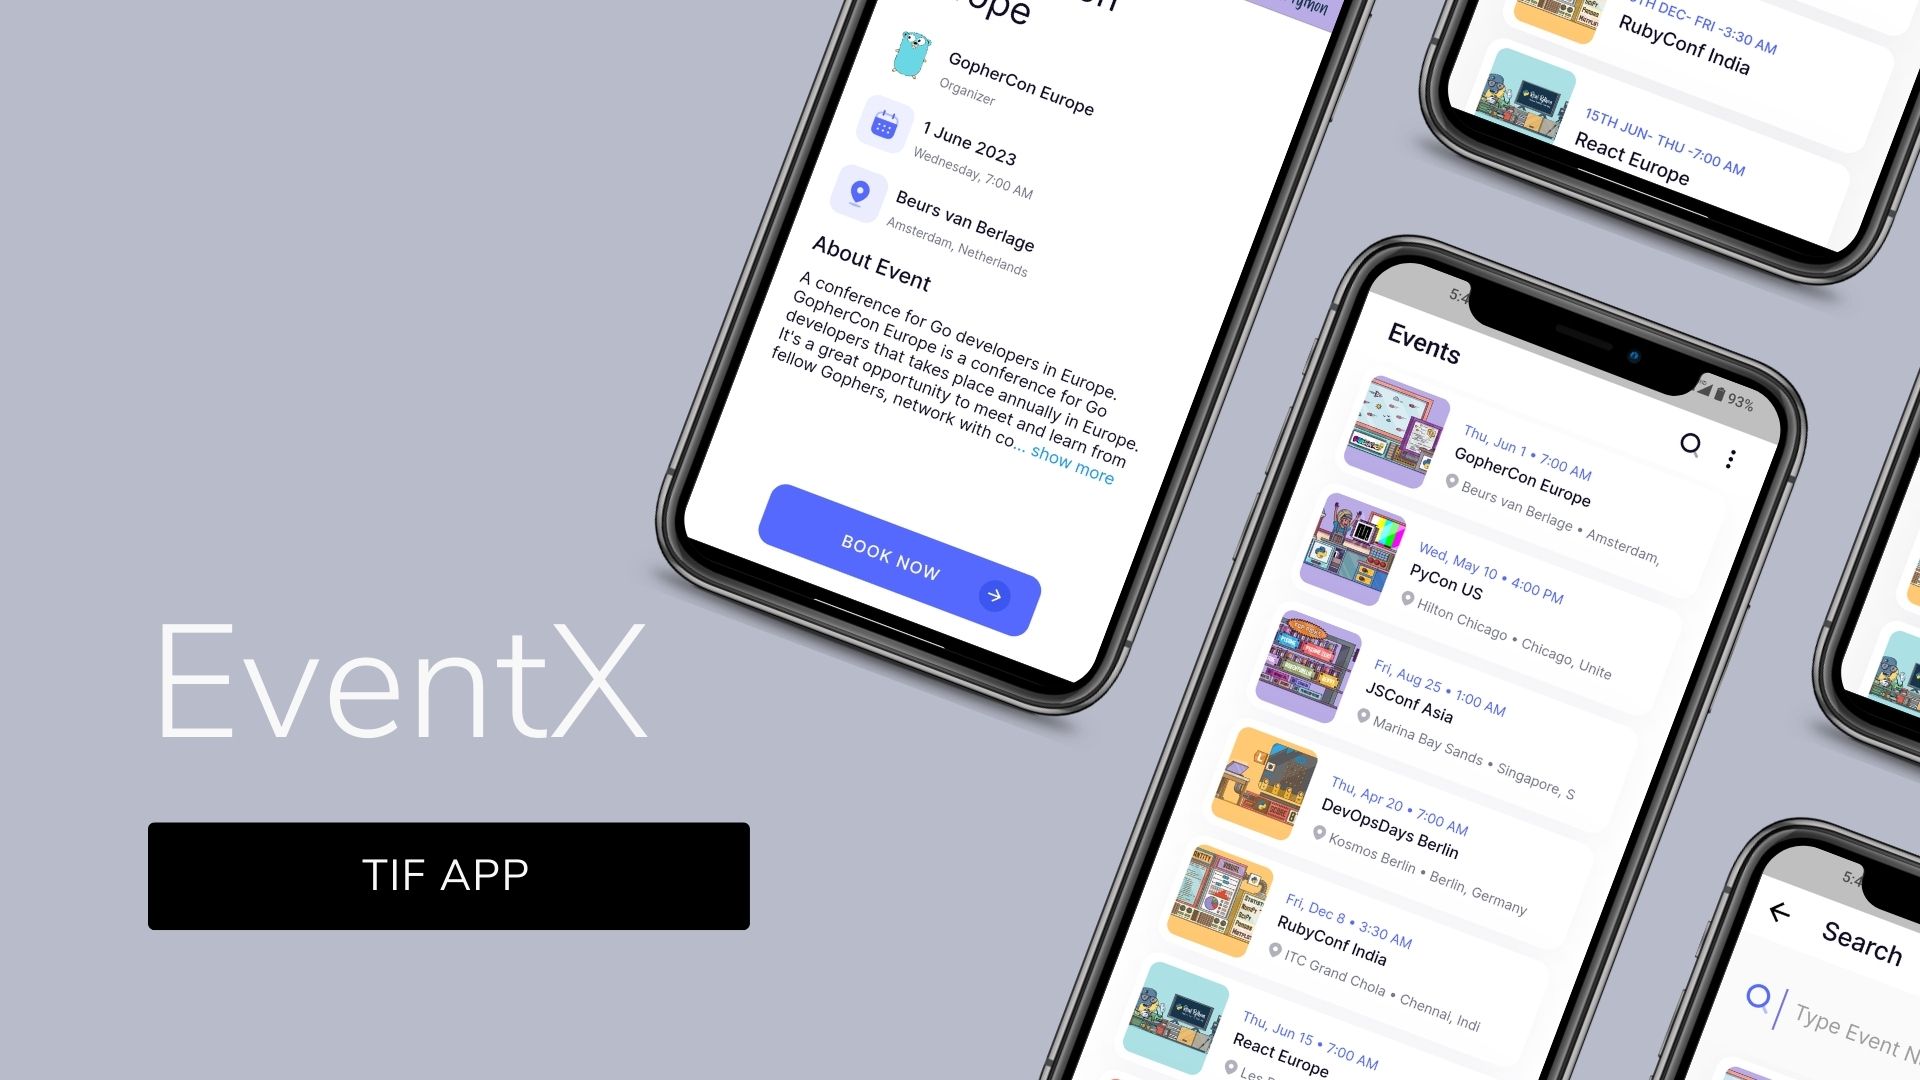 EventX
TIF APP
GopherCon Europe
Organizer
1 June 2023
Wednesday, 7:00 AM
Beurs van Berlage
Amsterdam, Netherlands
About Event
A conference for Go developers in Europe.
GopherCon Europe is a conference for Go
developers that takes place annually in Europe.
It's a great opportunity to meet and learn from
fellow Gophers, network with co... show more
BOOK NOW
DEC- FRI -3:30 AM
RubyConf India
15TH JUN- THU -7:00 AM
React Europe
93%
Events
Thu, Jun 1 • 7:00 AM
GopherCon Europe
Beurs van Berlage • Amsterdam,
Wed, May 10 • 4:00 PM
PyCon US
Hilton Chicago • Chicago, Unite
Fri, Aug 25 • 1:00 AM
JSConf Asia
Marina Bay Sands • Singapore, S
Thu, Apr 20 • 7:00 AM
DevOpsDays Berlin
Kosmos Berlin • Berlin, Germany
Fri, Dec 8 • 3:30 AM
RubyConf India
ITC Grand Chola • Chennai, Indi
Thu, Jun 15 • 7:00 AM
React Europe
Les
Search
Type Event N